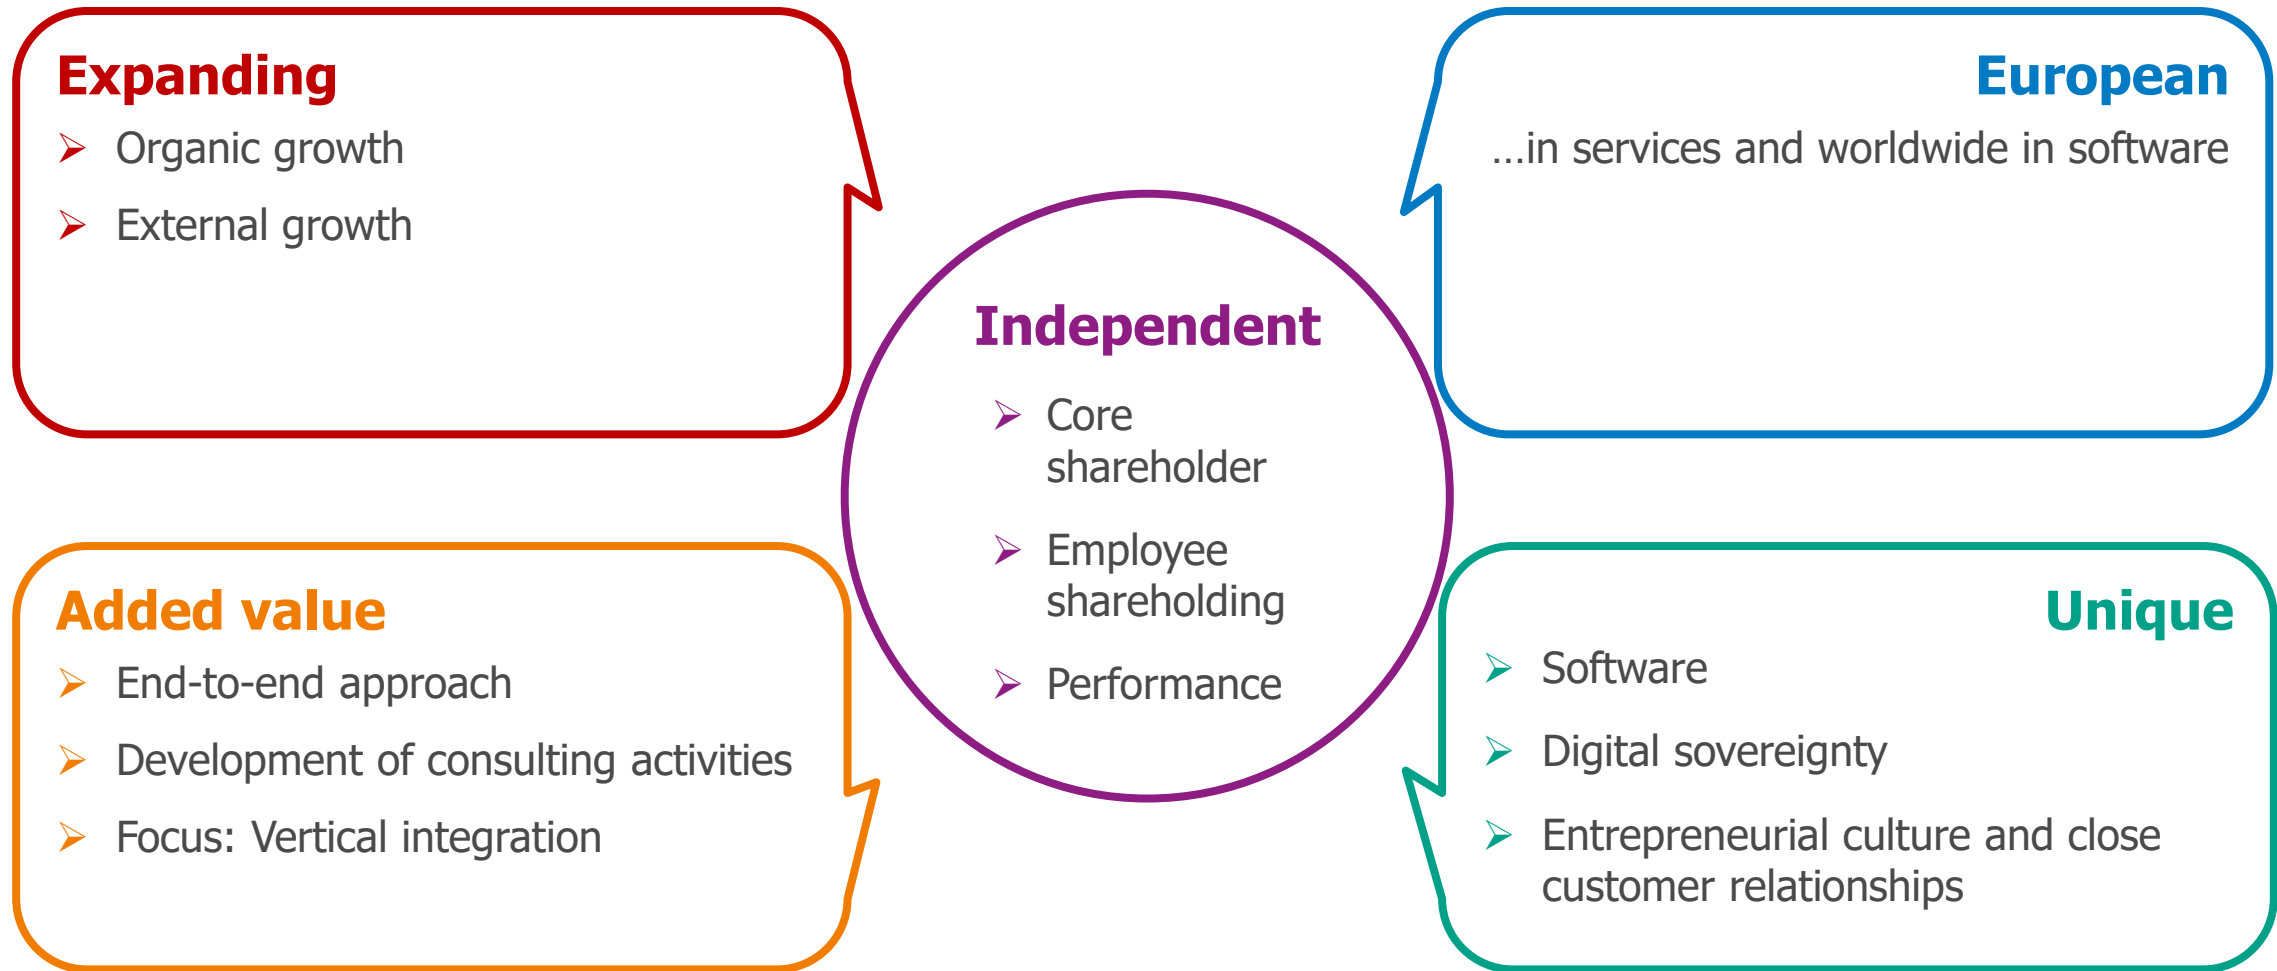 Expanding
➢ Organic growth
➢ External growth
European
…in services and worldwide in software
Independent
➢ Core
shareholder
➢ Employee
shareholding
➢ Performance
Added value
➢ End-to-end approach
➢ Development of consulting activities
➢ Focus: Vertical integration
Unique
➢ Software
➢ Digital sovereignty
➢ Entrepreneurial culture and close
customer relationships